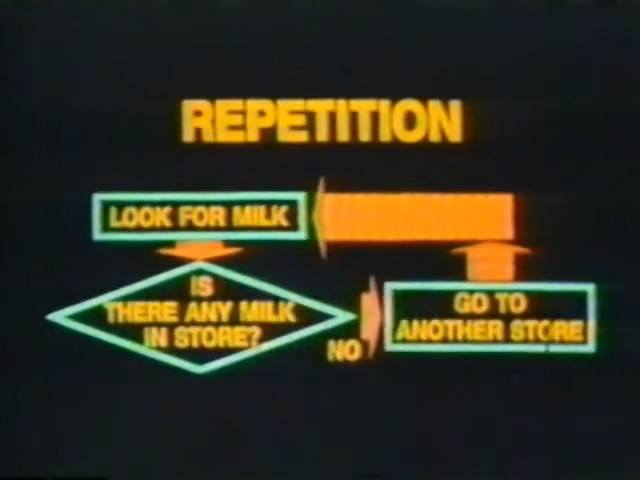 REPETITION
LOOK FOR MILK
IS
THERE ANY MILK
IN STORE?
NO
GO TO
ANOTHER STORE